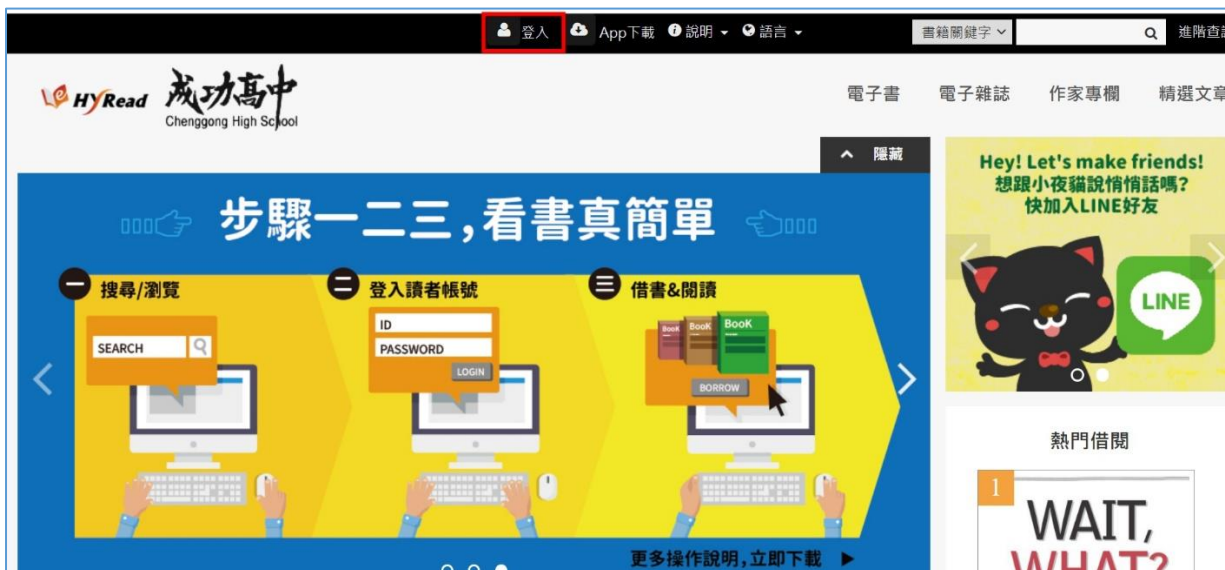 登入 App下載 說明 語言 書籍關鍵字 進階查詢
HyRead 成功高中
Chenggong High School
電子書 電子雜誌 作家專欄 精選文章
隱藏
步驟一二三,看書真簡單
一 搜尋/瀏覽
SEARCH
二 登入讀者帳號
ID
PASSWORD
LOGIN
三 借書&閱讀
BooK BooK BooK
BORROW
更多操作說明,立即下載
Hey! Let's make friends!
想跟小夜貓說悄悄話嗎?
快加入LINE好友
LINE
熱門借閱
1
WAIT,
WHAT?